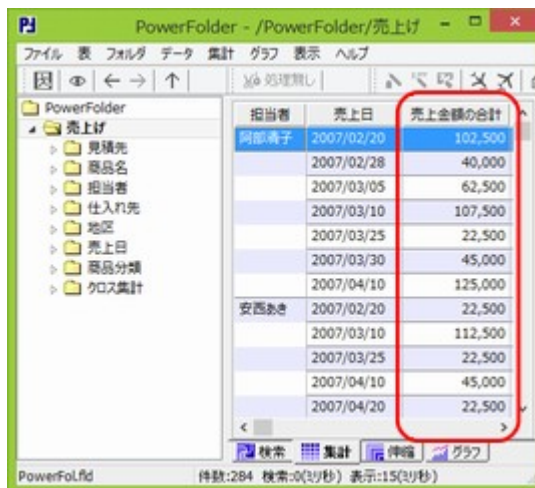 PowerFolder - /PowerFolder/売上げ
ファイル 表 フォルダ データ 集計 グラフ 表示 ヘルプ
処理無し
PowerFolder
売上げ
見積先
商品名
担当者
仕入れ先
地区
売上日
商品分類
クロス集計
担当者 売上日 売上金額の合計
阿部清子 2007/02/20 102,500
2007/02/28 40,000
2007/03/05 62,500
2007/03/10 107,500
2007/03/25 22,500
2007/03/30 45,000
2007/04/10 125,000
安西あき 2007/02/20 22,500
2007/03/10 112,500
2007/03/25 22,500
2007/04/10 45,000
2007/04/20 22,500
検索 集計 伸縮 グラフ
PowerFol.fld 件数:284 検索:0(ミリ秒) 表示:15(ミリ秒)